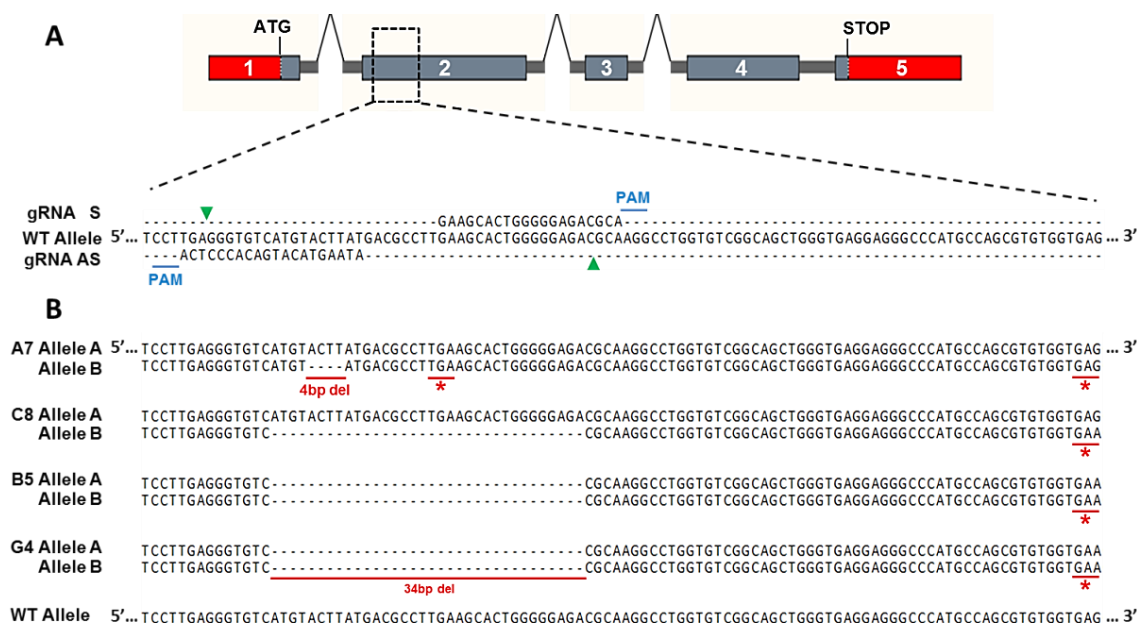 A
ATG
STOP
1
2
3
4
5
PAM
gRNA S --------------------------------GAAGCACTGGGGGAGACGCA----------------------------------------------------
WT Allele 5'... TCCTTGAGGGTGTCATGTACTTATGACGCCTTGAAGCACTGGGGGAGACGCAAGGCCTGGTGTCGGCAGCTGGGTGAGGAGGGCCCATGCCAGCGTGTGGTGAG ... 3'
gRNA AS ----ACTCCCACAGTACATGAATA--------------------------------------------------------------------------------
PAM
B
A7 Allele A 5'... TCCTTGAGGGTGTCATGTACTTATGACGCCTTGAAGCACTGGGGGAGACGCAAGGCCTGGTGTCGGCAGCTGGGTGAGGAGGGCCCATGCCAGCGTGTGGTGAG ... 3'
Allele B TCCTTGAGGGTGTCATGT----ATGACGCCTTGAAGCACTGGGGGAGACGCAAGGCCTGGTGTCGGCAGCTGGGTGAGGAGGGCCCATGCCAGCGTGTGGTGAG
4bp del * *
C8 Allele A TCCTTGAGGGTGTCATGTACTTATGACGCCTTGAAGCACTGGGGGAGACGCAAGGCCTGGTGTCGGCAGCTGGGTGAGGAGGGCCCATGCCAGCGTGTGGTGAG
Allele B TCCTTGAGGGTGTC----------------------------------CGCAAGGCCTGGTGTCGGCAGCTGGGTGAGGAGGGCCCATGCCAGCGTGTGGTGAA
*
B5 Allele A TCCTTGAGGGTGTC----------------------------------CGCAAGGCCTGGTGTCGGCAGCTGGGTGAGGAGGGCCCATGCCAGCGTGTGGTGAA
Allele B TCCTTGAGGGTGTC----------------------------------CGCAAGGCCTGGTGTCGGCAGCTGGGTGAGGAGGGCCCATGCCAGCGTGTGGTGAA
*
G4 Allele A TCCTTGAGGGTGTC----------------------------------CGCAAGGCCTGGTGTCGGCAGCTGGGTGAGGAGGGCCCATGCCAGCGTGTGGTGAA
Allele B TCCTTGAGGGTGTC----------------------------------CGCAAGGCCTGGTGTCGGCAGCTGGGTGAGGAGGGCCCATGCCAGCGTGTGGTGAA
34bp del *
WT Allele 5'... TCCTTGAGGGTGTCATGTACTTATGACGCCTTGAAGCACTGGGGGAGACGCAAGGCCTGGTGTCGGCAGCTGGGTGAGGAGGGCCCATGCCAGCGTGTGGTGAG ... 3'